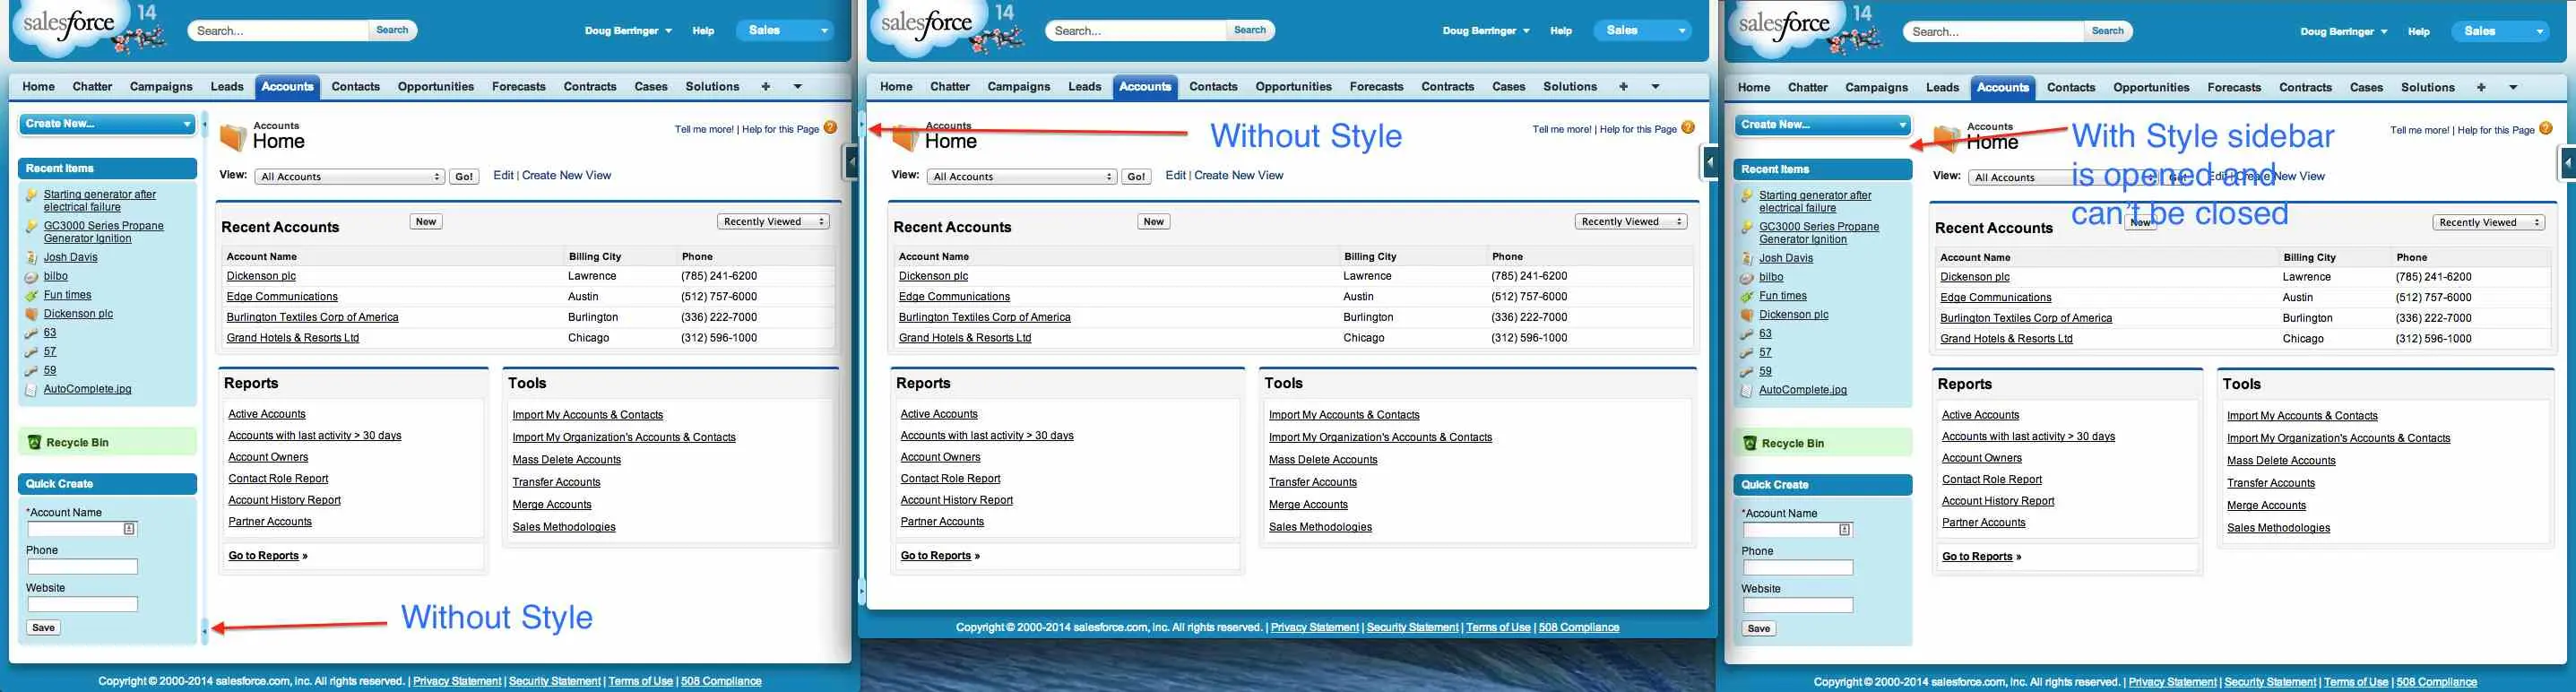 salesforce
14
Search...
Search
Doug Berringer
Help
Sales
Home Chatter Campaigns Leads Accounts Contacts Opportunities Forecasts Contracts Cases Solutions +
Create New...
Recent Items
Starting generator after
electrical failure
GC3000 Series Propane
Generator Ignition
Josh Davis
bilbo
Fun times
Dickenson plc
63
57
59
AutoComplete.jpg
Recycle Bin
Quick Create
*Account Name
Phone
Website
Save
Accounts
Home
Tell me more! | Help for this Page ?
View: All Accounts Go! Edit | Create New View
Recent Accounts New Recently Viewed
Account Name Billing City Phone
Dickenson plc Lawrence (785) 241-6200
Edge Communications Austin (512) 757-6000
Burlington Textiles Corp of America Burlington (336) 222-7000
Grand Hotels & Resorts Ltd Chicago (312) 596-1000
Reports
Active Accounts
Accounts with last activity > 30 days
Account Owners
Contact Role Report
Account History Report
Partner Accounts
Go to Reports »
Tools
Import My Accounts & Contacts
Import My Organization's Accounts & Contacts
Mass Delete Accounts
Transfer Accounts
Merge Accounts
Sales Methodologies
Without Style
Copyright © 2000-2014 salesforce.com, inc. All rights reserved. | Privacy Statement | Security Statement | Terms of Use | 508 Compliance
salesforce
14
Search...
Search
Doug Berringer
Help
Sales
Home Chatter Campaigns Leads Accounts Contacts Opportunities Forecasts Contracts Cases Solutions +
Accounts
Home
Without Style
Tell me more! | Help for this Page ?
View: All Accounts Go! Edit | Create New View
Recent Accounts New Recently Viewed
Account Name Billing City Phone
Dickenson plc Lawrence (785) 241-6200
Edge Communications Austin (512) 757-6000
Burlington Textiles Corp of America Burlington (336) 222-7000
Grand Hotels & Resorts Ltd Chicago (312) 596-1000
Reports
Active Accounts
Accounts with last activity > 30 days
Account Owners
Contact Role Report
Account History Report
Partner Accounts
Go to Reports »
Tools
Import My Accounts & Contacts
Import My Organization's Accounts & Contacts
Mass Delete Accounts
Transfer Accounts
Merge Accounts
Sales Methodologies
Copyright © 2000-2014 salesforce.com, inc. All rights reserved. | Privacy Statement | Security Statement | Terms of Use | 508 Compliance
salesforce
14
Search...
Search
Doug Berringer
Help
Sales
Home Chatter Campaigns Leads Accounts Contacts Opportunities Forecasts Contracts Cases Solutions +
Create New...
Recent Items
Starting generator after
electrical failure
GC3000 Series Propane
Generator Ignition
Josh Davis
bilbo
Fun times
Dickenson plc
63
57
59
AutoComplete.jpg
Recycle Bin
Quick Create
*Account Name
Phone
Website
Save
Accounts
Home
With Style sidebar
is opened and
can't be closed
Tell me more! | Help for this Page ?
View: All Accounts Go! Edit | Create New View
Recent Accounts New Recently Viewed
Account Name Billing City Phone
Dickenson plc Lawrence (785) 241-6200
Edge Communications Austin (512) 757-6000
Burlington Textiles Corp of America Burlington (336) 222-7000
Grand Hotels & Resorts Ltd Chicago (312) 596-1000
Reports
Active Accounts
Accounts with last activity > 30 days
Account Owners
Contact Role Report
Account History Report
Partner Accounts
Go to Reports »
Tools
Import My Accounts & Contacts
Import My Organization's Accounts & Contacts
Mass Delete Accounts
Transfer Accounts
Merge Accounts
Sales Methodologies
Copyright © 2000-2014 salesforce.com, inc. All rights reserved. | Privacy Statement | Security Statement | Terms of Use | 508 Compliance